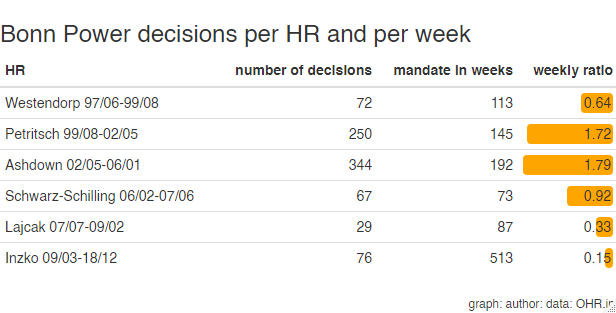 Bonn Power decisions per HR and per week
HR number of decisions mandate in weeks weekly ratio
Westendorp 97/06-99/08 72 113 0.64
Petritsch 99/08-02/05 250 145 1.72
Ashdown 02/05-06/01 344 192 1.79
Schwarz-Schilling 06/02-07/06 67 73 0.92
Lajcak 07/07-09/02 29 87 0.33
Inzko 09/03-18/12 76 513 0.15
graph: author: data: OHR.in